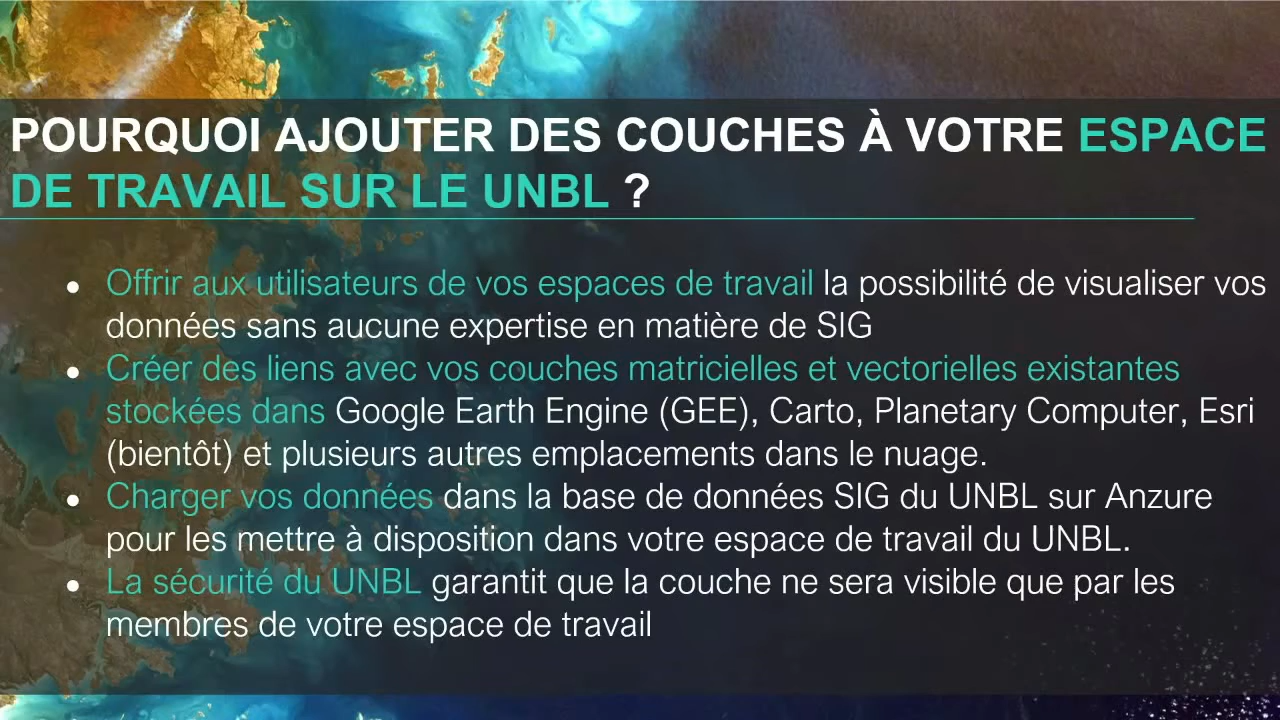 POURQUOI AJOUTER DES COUCHES À VOTRE ESPACE
DE TRAVAIL SUR LE UNBL ?
● Offrir aux utilisateurs de vos espaces de travail la possibilité de visualiser vos
données sans aucune expertise en matière de SIG
● Créer des liens avec vos couches matricielles et vectorielles existantes
stockées dans Google Earth Engine (GEE), Carto, Planetary Computer, Esri
(bientôt) et plusieurs autres emplacements dans le nuage.
● Charger vos données dans la base de données SIG du UNBL sur Anzure
pour les mettre à disposition dans votre espace de travail du UNBL.
● La sécurité du UNBL garantit que la couche ne sera visible que par les
membres de votre espace de travail